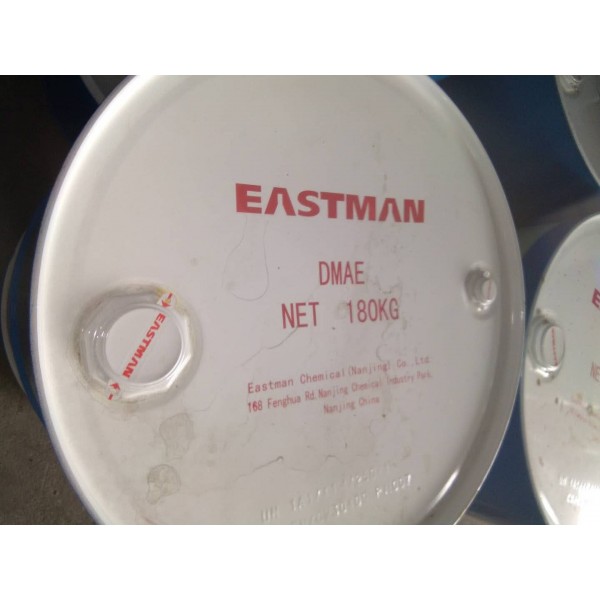 EASTMAN
DMAE
NET 180KG
Eastman Chemical (Nanjing) Co., Ltd
168 Fenghua Rd. Nanjing Chemical Industry Park,
Nanjing China
EASTMAN